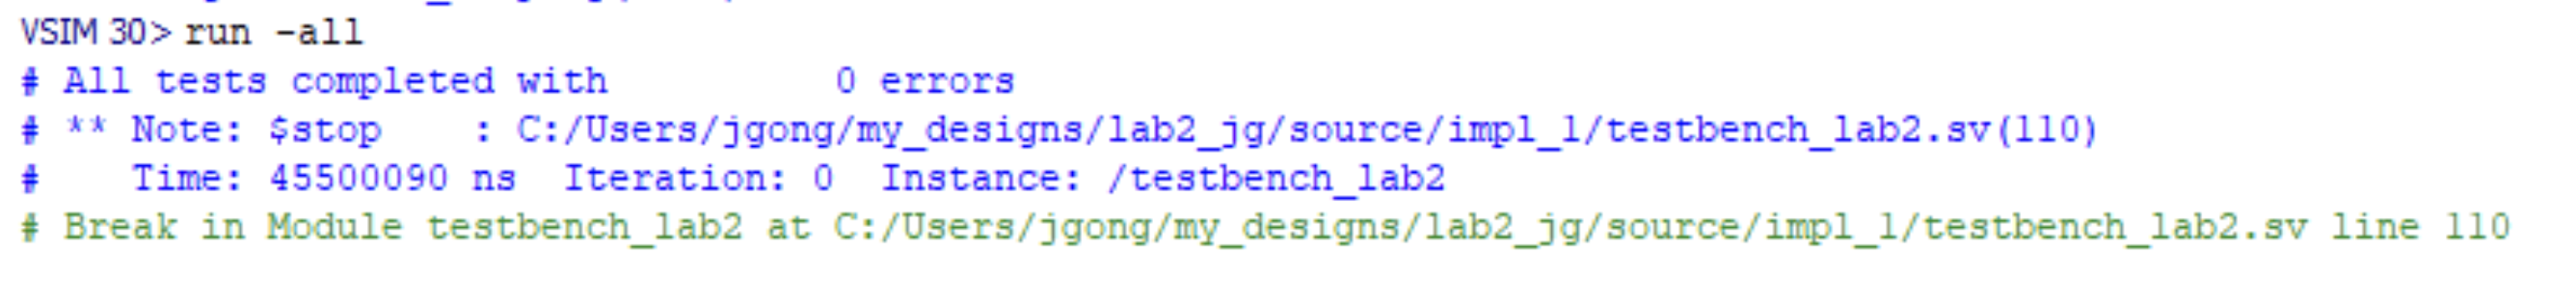 VSIM 30> run -all
# All tests completed with          0 errors
# ** Note: $stop    : C:/Users/jgong/my_designs/lab2_jg/source/impl_1/testbench_lab2.sv(110)
#    Time: 45500090 ns  Iteration: 0  Instance: /testbench_lab2
# Break in Module testbench_lab2 at C:/Users/jgong/my_designs/lab2_jg/source/impl_1/testbench_lab2.sv line 110